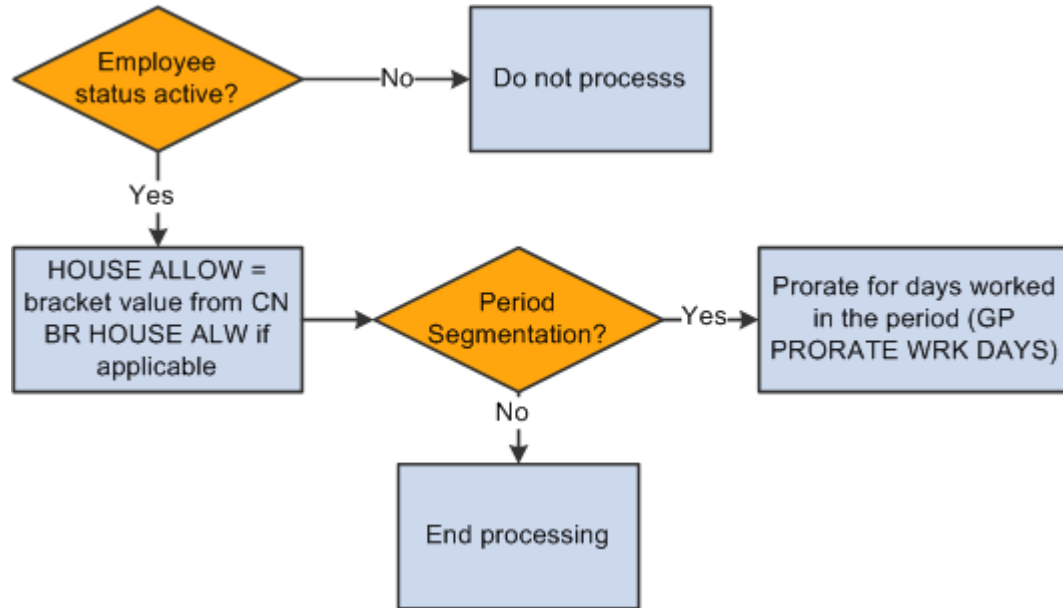 Employee
status active?
No
Do not processs
Yes
HOUSE ALLOW =
bracket value from CN
BR HOUSE ALW if
applicable
Period
Segmentation?
Yes
Prorate for days worked
in the period (GP
PRORATE WRK DAYS)
No
End processing